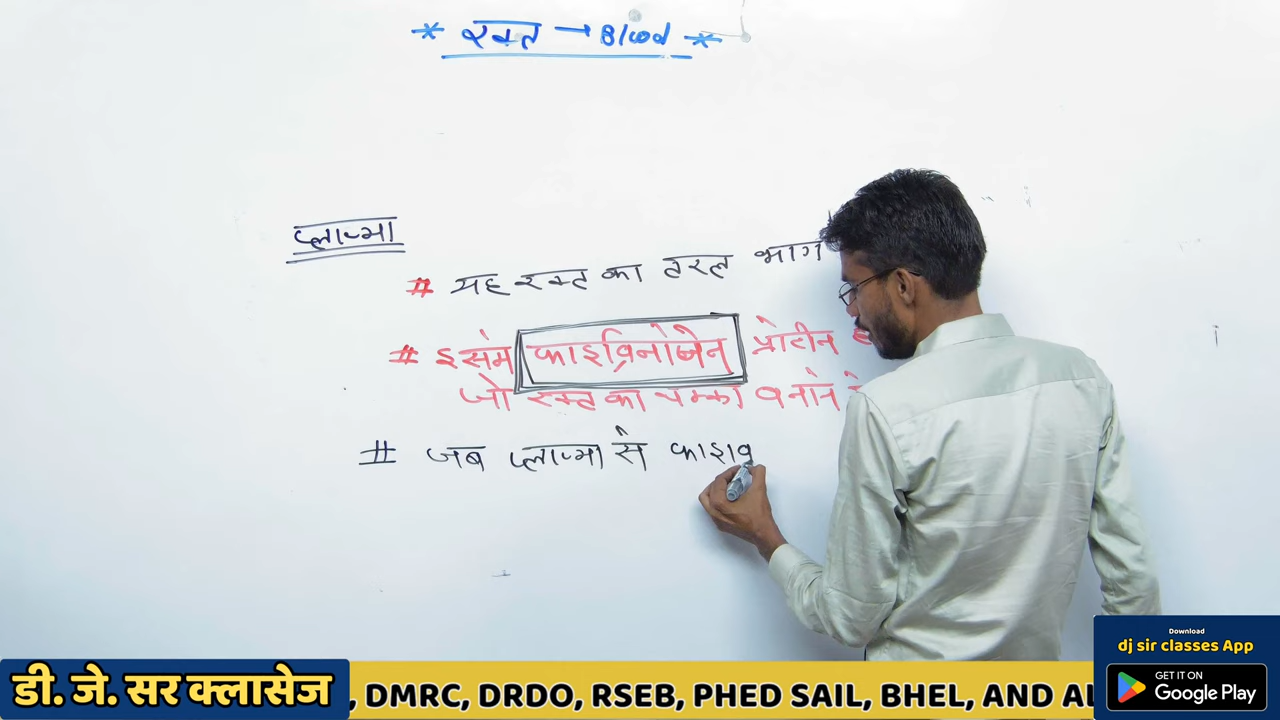 * रक्त → Blood *
प्लाज्मा
# यह रक्त का तरल भाग
# इसमें फाइब्रिनोजेन प्रोटीन
जो रक्त का थक्का बनाने
# जब प्लाज्मा से फाइब्र
डी. जे. सर क्लासेज
, DMRC, DRDO, RSEB, PHED SAIL, BHEL, AND
Download
dj sir classes App
GET IT ON
Google Play